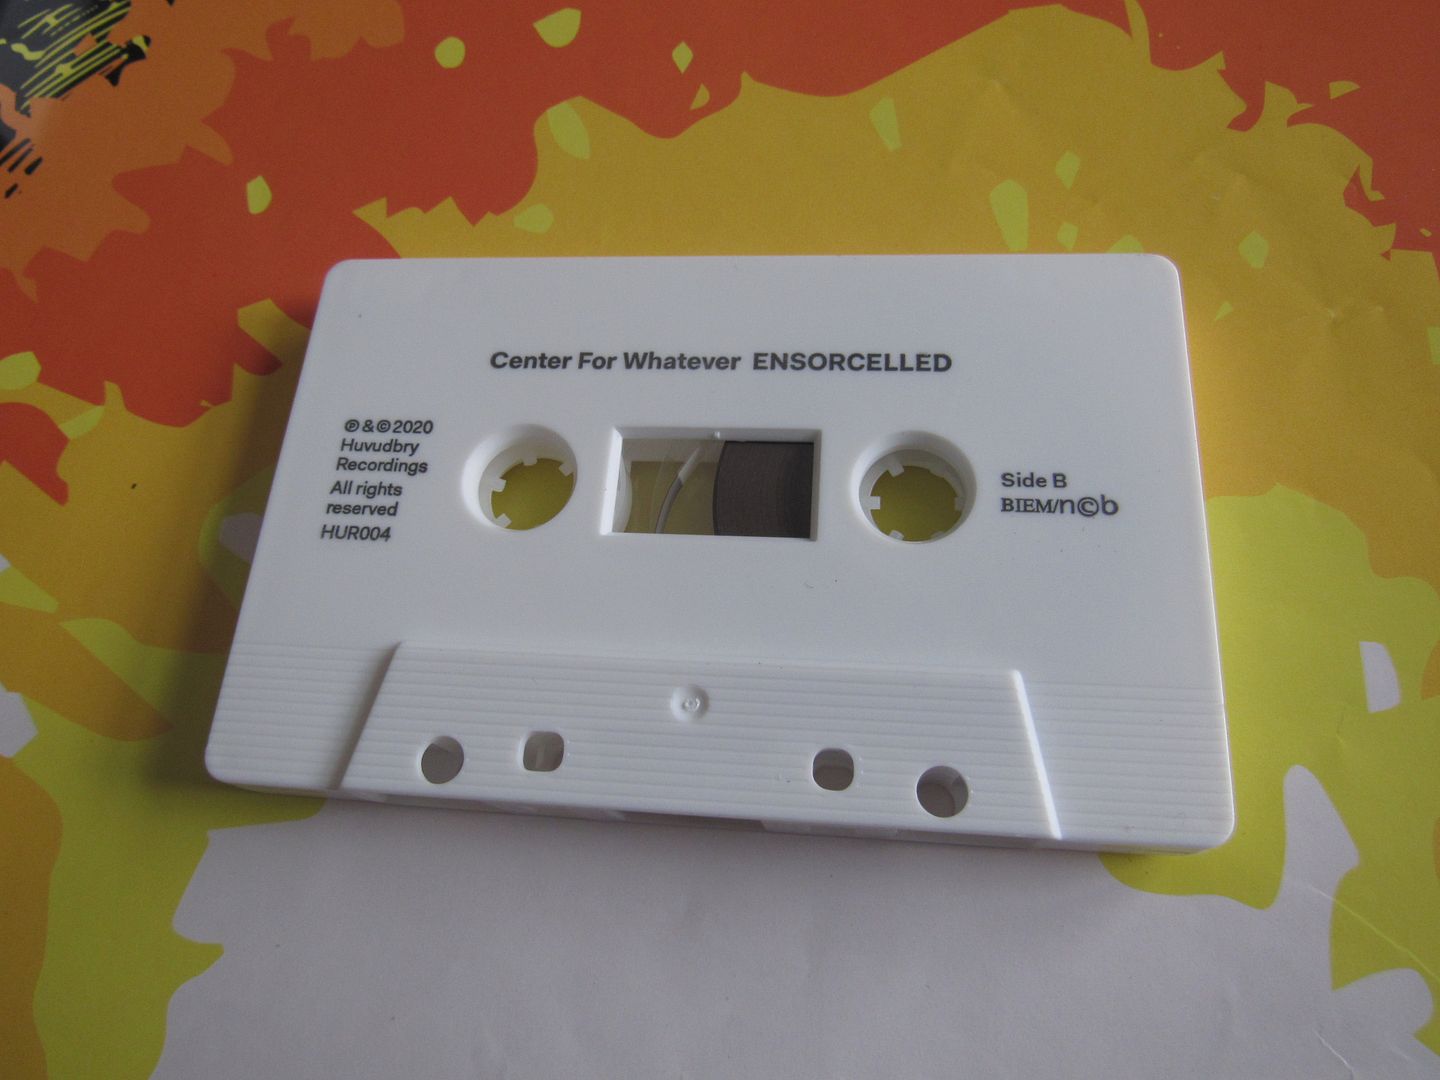 Center For Whatever ENSORCELLED
℗ & © 2020
Huvudbry
Recordings
All rights
reserved
HUR004
Side B
BIEM/n©b